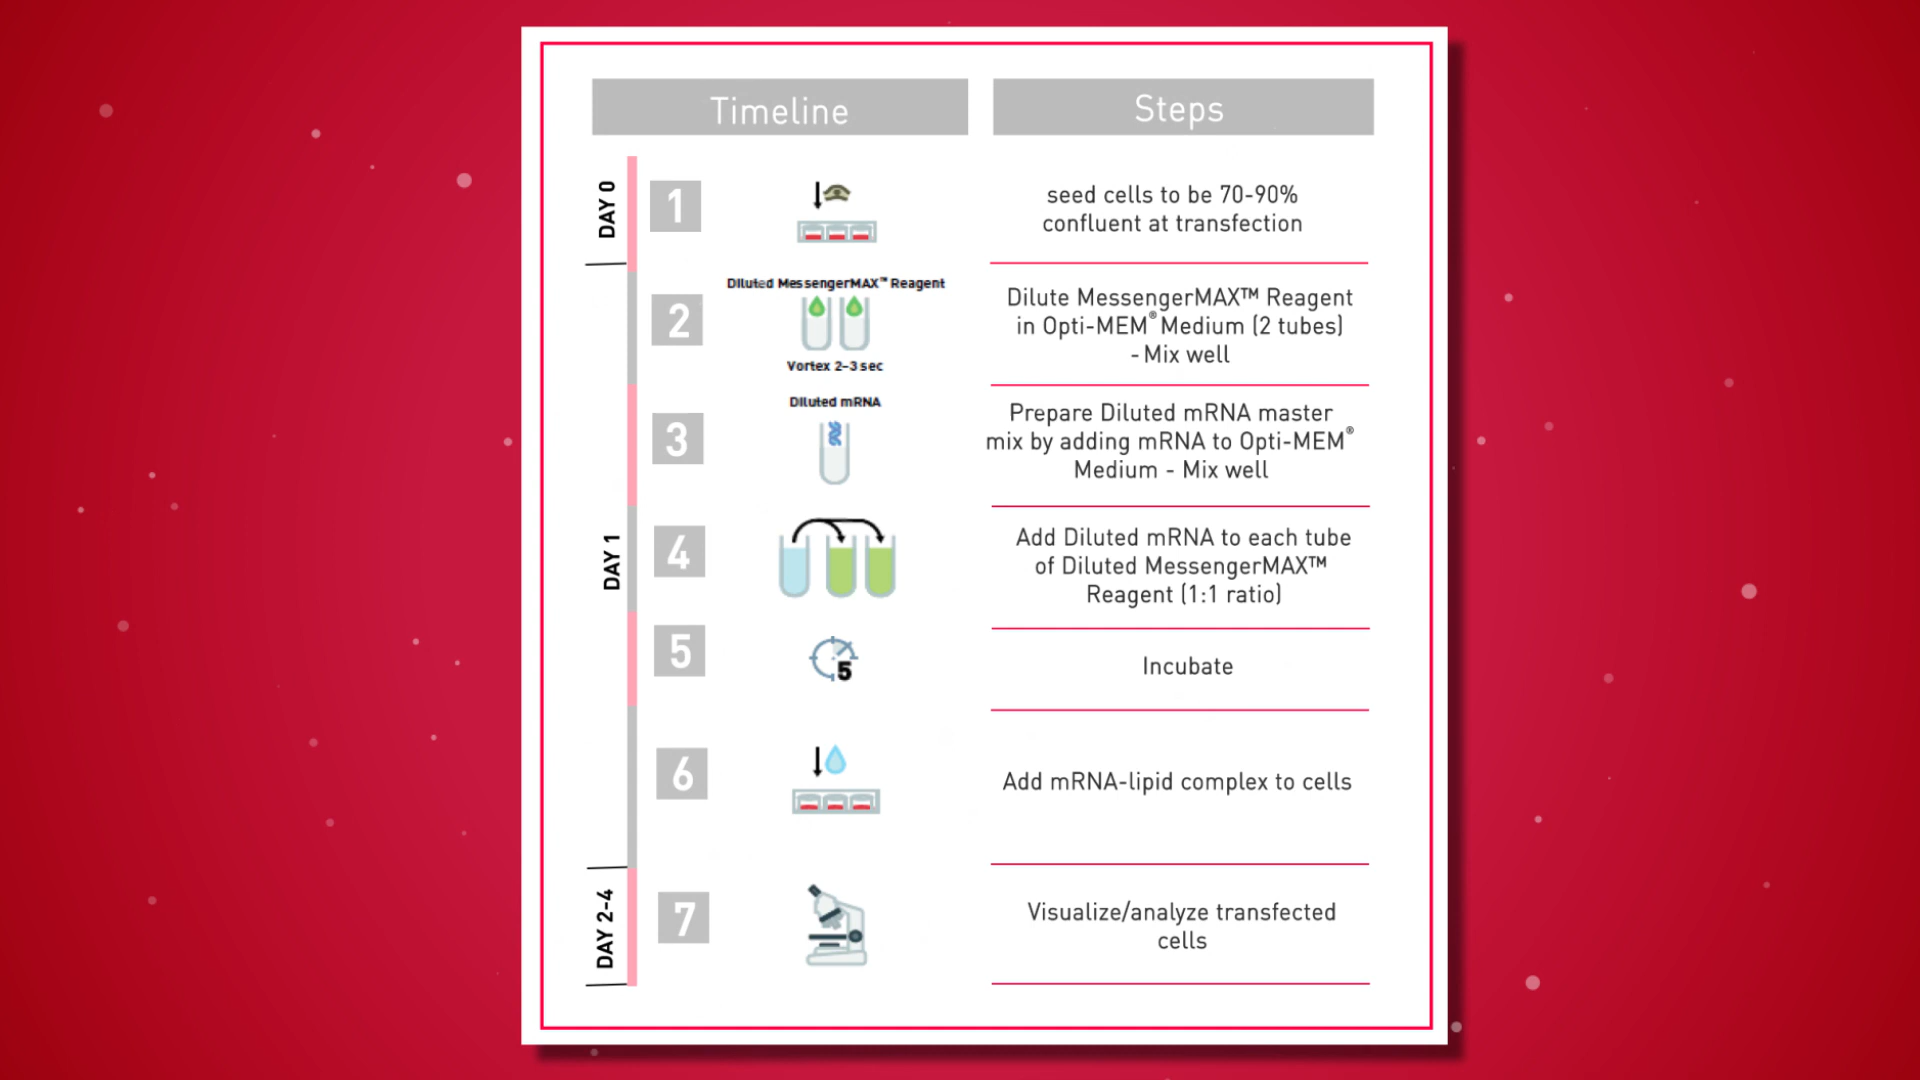 Timeline
Steps
DAY 0
1
seed cells to be 70-90%
confluent at transfection
DAY 1
2
Diluted MessengerMAX™ Reagent
Vortex 2-3 sec
Dilute MessengerMAX™ Reagent
in Opti-MEM® Medium (2 tubes)
- Mix well
3
Diluted mRNA
Prepare Diluted mRNA master
mix by adding mRNA to Opti-MEM®
Medium - Mix well
4
Add Diluted mRNA to each tube
of Diluted MessengerMAX™
Reagent (1:1 ratio)
5
5
Incubate
6
Add mRNA-lipid complex to cells
DAY 2-4
7
Visualize/analyze transfected
cells